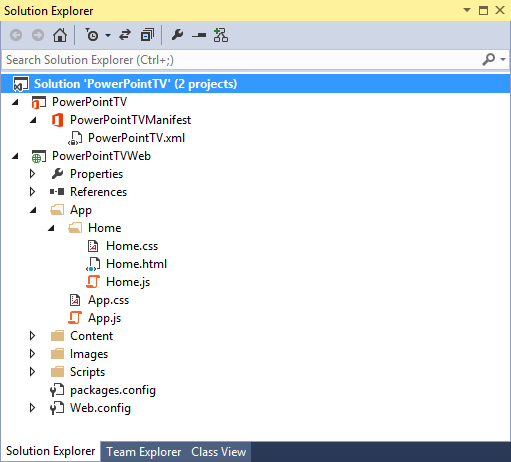 Solution Explorer
Search Solution Explorer (Ctrl+;)
Solution 'PowerPointTV' (2 projects)
PowerPointTV
PowerPointTVManifest
PowerPointTV.xml
PowerPointTVWeb
Properties
References
App
Home
Home.css
Home.html
Home.js
App.css
App.js
Content
Images
Scripts
packages.config
Web.config
Solution Explorer Team Explorer Class View